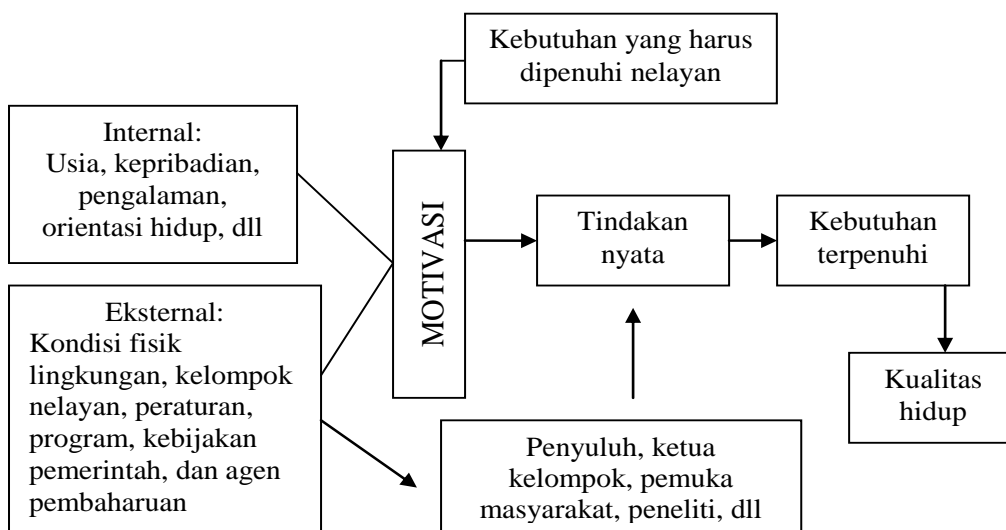 Kebutuhan yang harus
dipenuhi nelayan
Internal:
Usia, kepribadian,
pengalaman,
orientasi hidup, dll
MOTIVASI
Tindakan
nyata
Kebutuhan
terpenuhi
Eksternal:
Kondisi fisik
lingkungan, kelompok
nelayan, peraturan,
program, kebijakan
pemerintah, dan agen
pembaharuan
Kualitas
hidup
Penyuluh, ketua
kelompok, pemuka
masyarakat, peneliti, dll